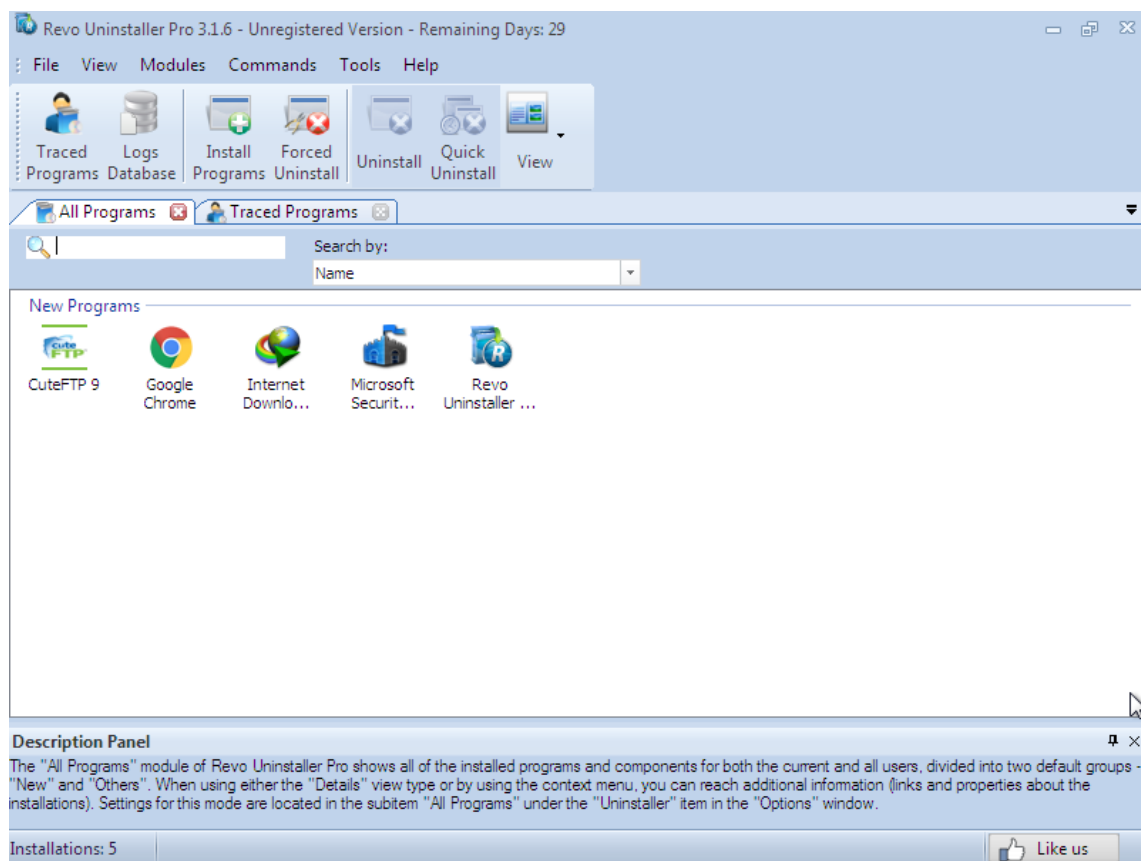 Revo Uninstaller Pro 3.1.6 - Unregistered Version - Remaining Days: 29
File View Modules Commands Tools Help
Traced Programs
Logs Database
Install Programs
Forced Uninstall
Uninstall
Quick Uninstall
View
All Programs
Traced Programs
Search by:
Name
New Programs
cute FTP
CuteFTP 9
Google Chrome
Internet Downlo...
Microsoft Securit...
R
Revo Uninstaller ...
Description Panel
The "All Programs" module of Revo Uninstaller Pro shows all of the installed programs and components for both the current and all users, divided into two default groups -
"New" and "Others". When using either the "Details" view type or by using the context menu, you can reach additional information (links and properties about the
installations). Settings for this mode are located in the subitem "All Programs" under the "Uninstaller" item in the "Options" window.
Installations: 5
Like us